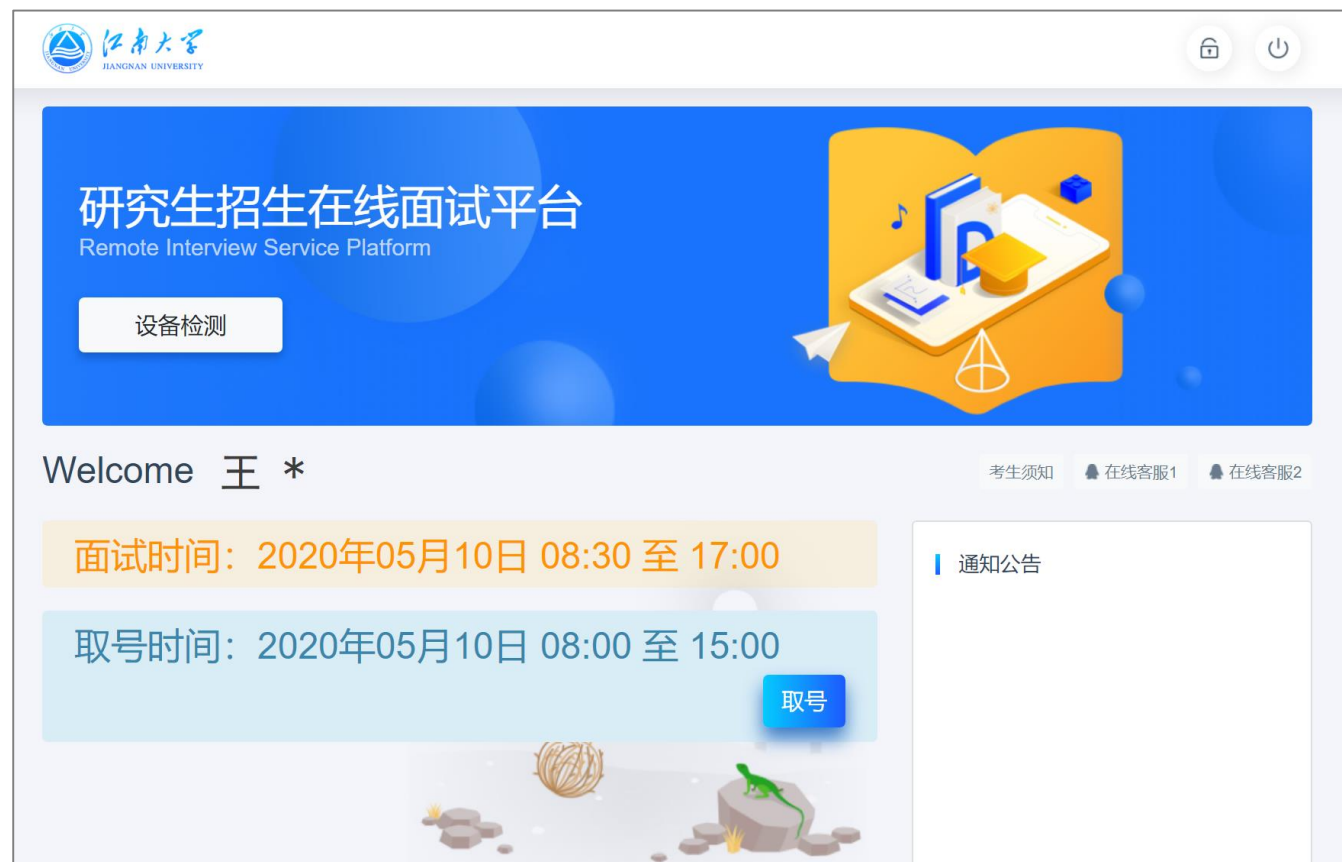 江南大学
JIANGNAN UNIVERSITY
研究生招生在线面试平台
Remote Interview Service Platform
设备检测
D
Welcome 王 *
考生须知 在线客服1 在线客服2
面试时间：2020年05月10日 08:30 至 17:00
通知公告
取号时间：2020年05月10日 08:00 至 15:00
取号